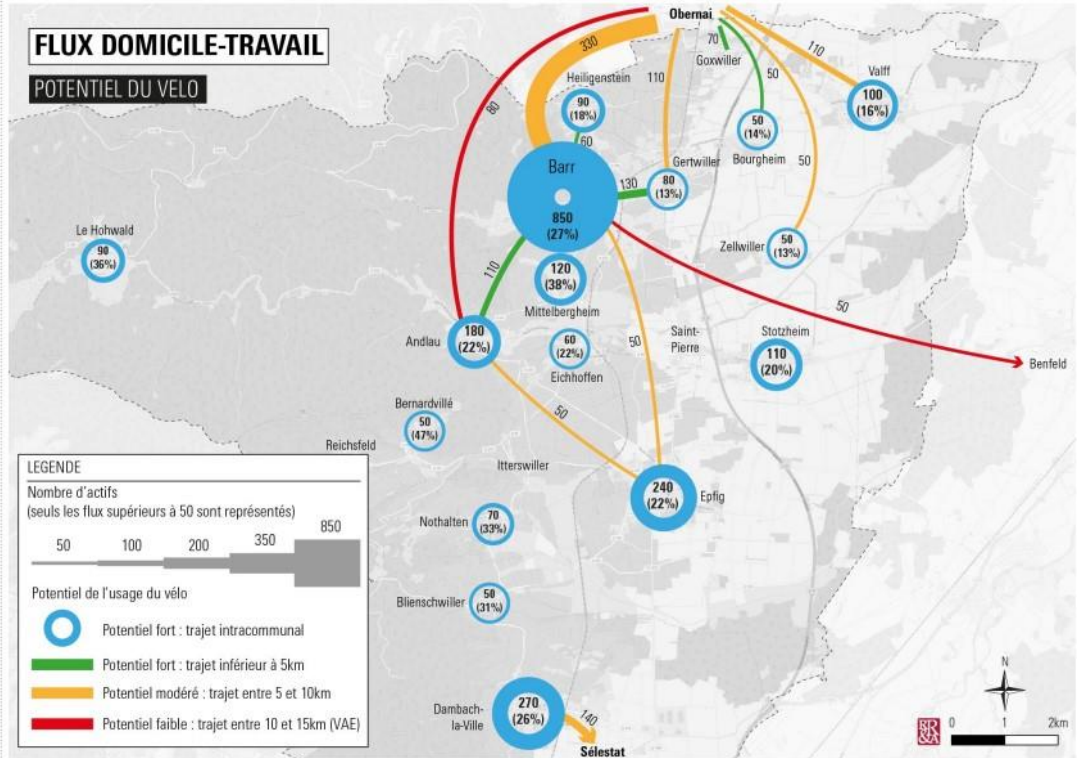 FLUX DOMICILE-TRAVAIL
POTENTIEL DU VELO
Obernai
330
70
Goxwiller
110
Valff
100
(16%)
80
Heiligenstein
90
(18%)
60
110
50
50
(14%)
Bourgheim
50
Barr
850
(27%)
130
Gertwiller
80
(13%)
Le Hohwald
90
(36%)
Zellwiller
50
(13%)
110
120
(38%)
Mittelbergheim
50
Andlau
180
(22%)
60
(22%)
Eichhoffen
50
Saint-
Pierre
Stotzheim
110
(20%)
Benfeld
Bernardvillé
50
(47%)
50
Reichsfeld
Itterswiller
240
(22%)
Epfig
Nothalten
70
(33%)
Blienschwiller
50
(31%)
Dambach-
la-Ville
270
(26%)
140
Sélestat
LEGENDE
Nombre d'actifs
(seuls les flux supérieurs à 50 sont représentés)
50 100 200 350 850
Potentiel de l'usage du vélo
Potentiel fort : trajet intracommunal
Potentiel fort : trajet inférieur à 5km
Potentiel modéré : trajet entre 5 et 10km
Potentiel faible : trajet entre 10 et 15km (VAE)
N
0 1 2km